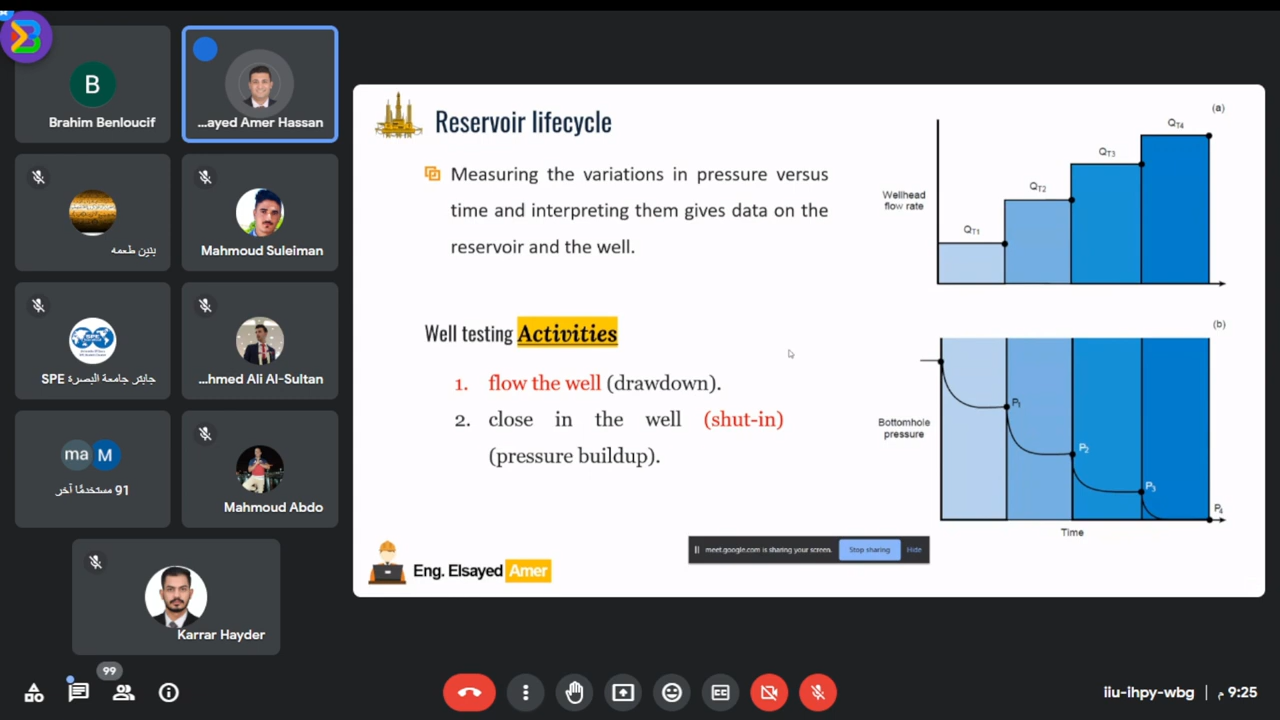 B
Brahim Benloucif
...ayed Amer Hassan
بنين طعمه
Mahmoud Suleiman
SPE جابتر جامعة البصرة
...hmed Ali Al-Sultan
ma M
91 مستخدمًا آخر
Mahmoud Abdo
Karrar Hayder
Reservoir lifecycle
Measuring the variations in pressure versus
time and interpreting them gives data on the
reservoir and the well.
Well testing Activities
1. flow the well (drawdown).
2. close in the well (shut-in)
(pressure buildup).
Eng. Elsayed Amer
(a)
Wellhead
flow rate
QT1
QT2
QT3
QT4
(b)
Bottomhole
pressure
P1
P2
P3
P4
Time
meet.google.com is sharing your screen.
Stop sharing
Hide
99
CC
iiu-ihpy-wbg | 9:25 م